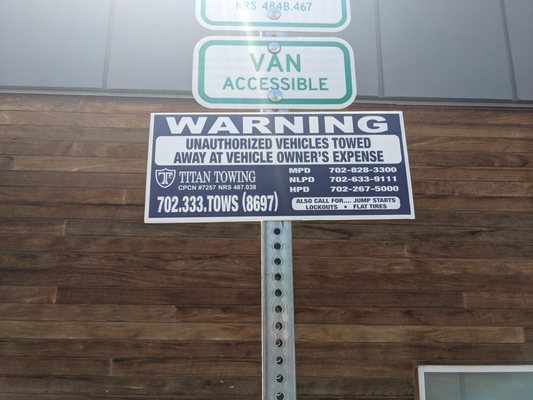 NRS 484B.467
VAN
ACCESSIBLE
WARNING
UNAUTHORIZED VEHICLES TOWED
AWAY AT VEHICLE OWNER'S EXPENSE
TITAN TOWING
CPCN #7257 NRS 487.038
702.333.TOWS (8697)
MPD 702-828-3300
NLPD 702-633-9111
HPD 702-267-5000
ALSO CALL FOR.... JUMP STARTS
LOCKOUTS • FLAT TIRES